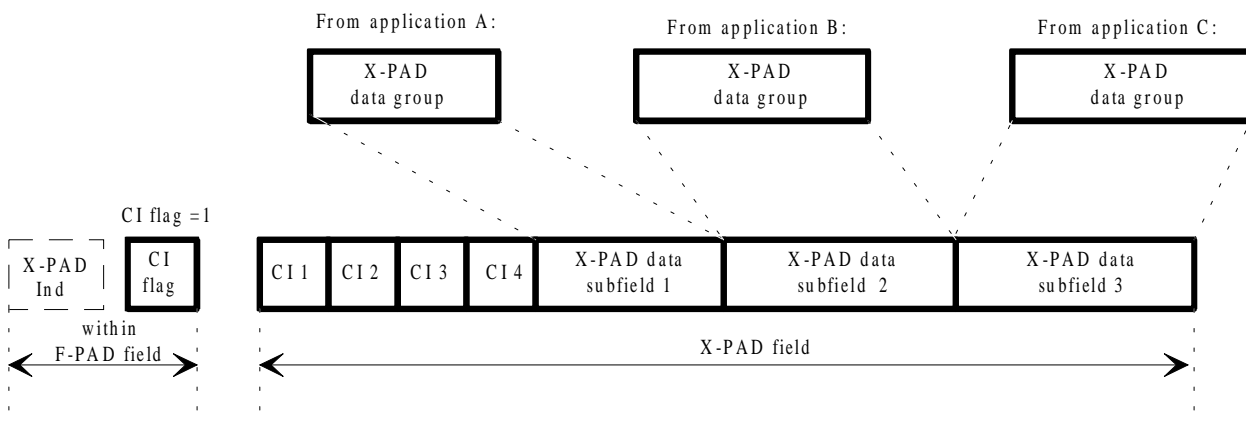 From application A:
From application B:
From application C:
X-PAD
data group
X-PAD
data group
X-PAD
data group
CI flag =1
X-PAD
Ind
CI
flag
CI 1
CI 2
CI 3
CI 4
X-PAD data
subfield 1
X-PAD data
subfield 2
X-PAD data
subfield 3
within
F-PAD field
X-PAD field